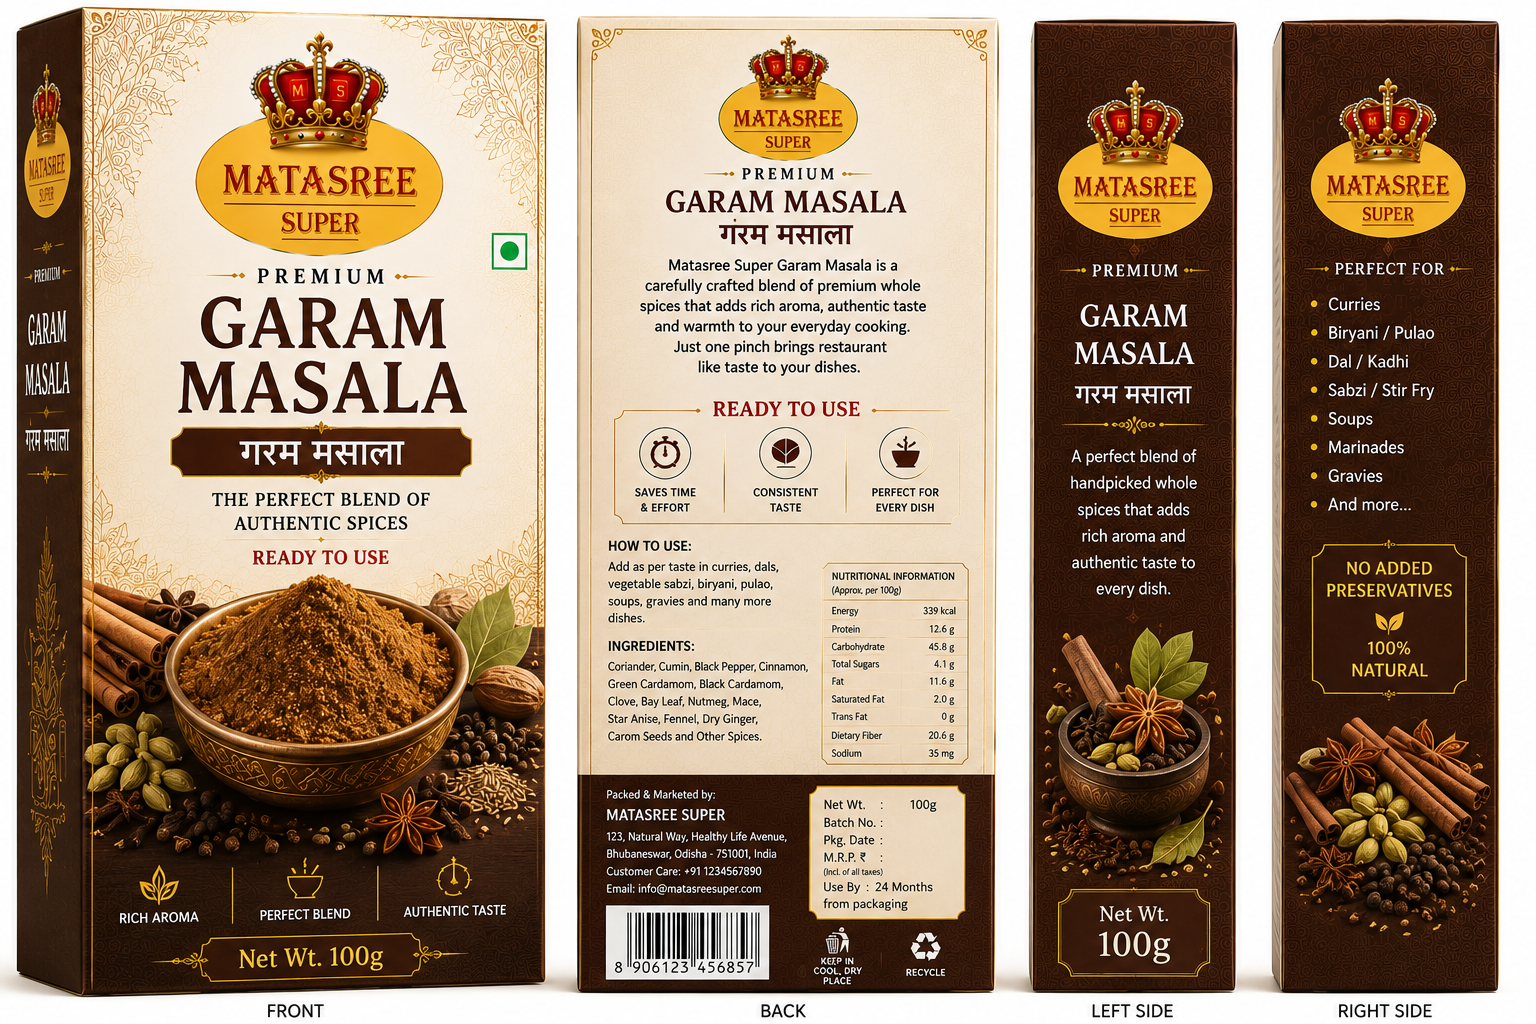 M S
MATASREE
SUPER
PREMIUM
GARAM
MASALA
गरम मसाला
M S
MATASREE
SUPER
PREMIUM
GARAM
MASALA
गरम मसाला
THE PERFECT BLEND OF
AUTHENTIC SPICES
READY TO USE
RICH AROMA
PERFECT BLEND
AUTHENTIC TASTE
Net Wt. 100g
FRONT
MATASREE
SUPER
PREMIUM
GARAM MASALA
गंरम मसाला
Matasree Super Garam Masala is a
carefully crafted blend of premium whole
spices that adds rich aroma, authentic taste
and warmth to your everyday cooking.
Just one pinch brings restaurant
like taste to your dishes.
READY TO USE
SAVES TIME
& EFFORT
CONSISTENT
TASTE
PERFECT FOR
EVERY DISH
HOW TO USE:
Add as per taste in curries, dals,
vegetable sabzi, biryani, pulao,
soups, gravies and many more
dishes.
INGREDIENTS:
Coriander, Cumin, Black Pepper, Cinnamon,
Green Cardamom, Black Cardamom,
Clove, Bay Leaf, Nutmeg, Mace,
Star Anise, Fennel, Dry Ginger,
Carom Seeds and Other Spices.
NUTRITIONAL INFORMATION
(Approx. per 100g)
Energy 339 kcal
Protein 12.6 g
Carbohydrate 45.8 g
Total Sugars 4.1 g
Fat 11.6 g
Saturated Fat 2.0 g
Trans Fat 0 g
Dietary Fiber 20.6 g
Sodium 35 mg
Packed & Marketed by:
MATASREE SUPER
123, Natural Way, Healthy Life Avenue,
Bhubaneswar, Odisha - 751001, India
Customer Care: +91 1234567890
Email: info@matasreesuper.com
8 906123 456857
Net Wt. : 100g
Batch No. :
Pkg. Date :
M.R.P. ₹ :
(Incl. of all taxes)
Use By : 24 Months
from packaging
KEEP IN
COOL, DRY
PLACE
RECYCLE
BACK
M S
MATASREE
SUPER
PREMIUM
GARAM
MASALA
गरम मसाला
A perfect blend of
handpicked whole
spices that adds
rich aroma and
authentic taste to
every dish.
Net Wt.
100g
LEFT SIDE
M S
MATASREE
SUPER
PERFECT FOR
• Curries
• Biryani / Pulao
• Dal / Kadhi
• Sabzi / Stir Fry
• Soups
• Marinades
• Gravies
• And more...
NO ADDED
PRESERVATIVES
100%
NATURAL
RIGHT SIDE